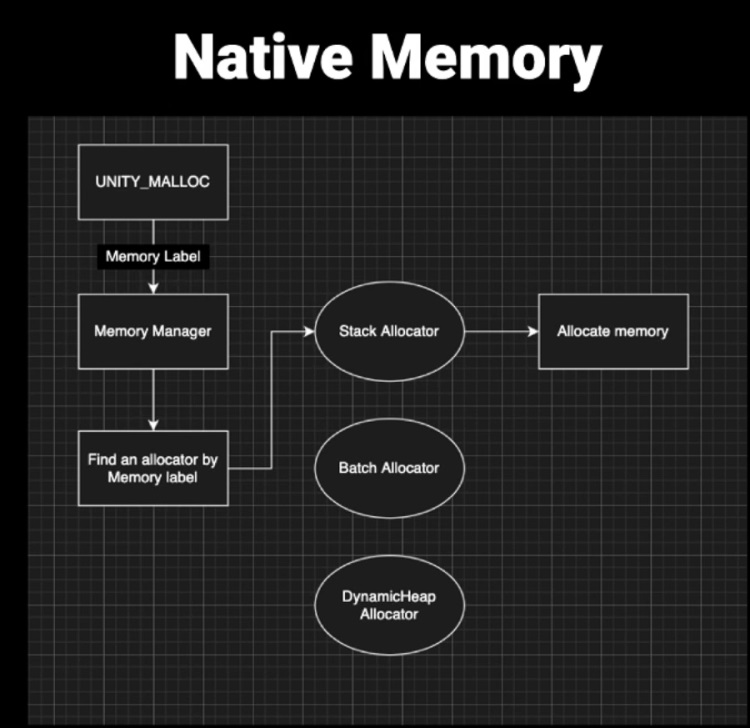 Native Memory
UNITY_MALLOC
Memory Label
Memory Manager
Find an allocator by
Memory label
Stack Allocator
Allocate memory
Batch Allocator
DynamicHeap
Allocator